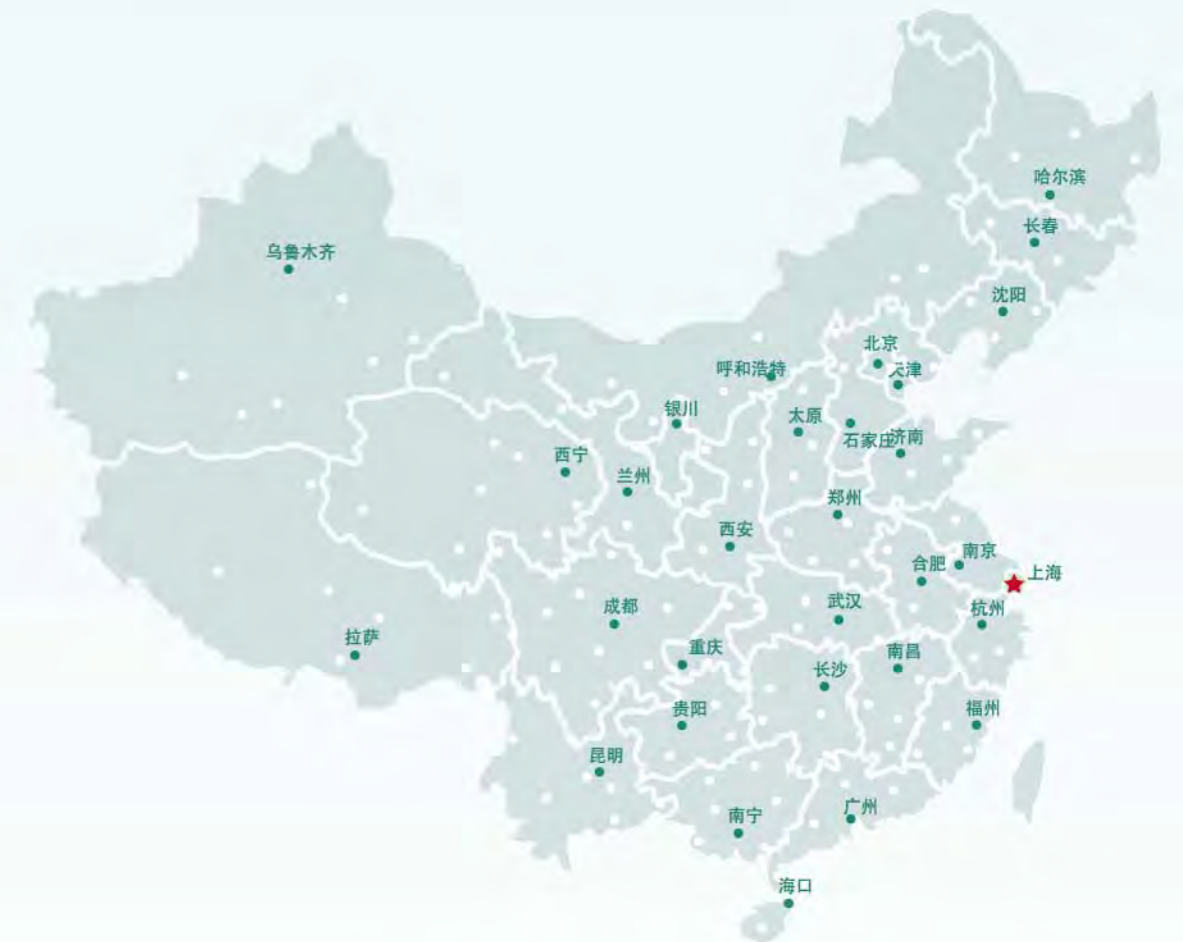 哈尔滨
长春
乌鲁木齐
沈阳
北京
呼和浩特
天津
银川
太原
石家庄
济南
西宁
兰州
郑州
西安
南京
合肥
上海
成都
武汉
杭州
拉萨
重庆
南昌
长沙
贵阳
福州
昆明
广州
南宁
海口